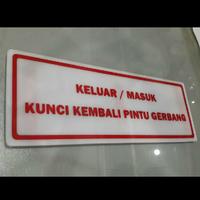 KELUAR / MASUK
KUNCI KEMBALI PINTU GERBANG